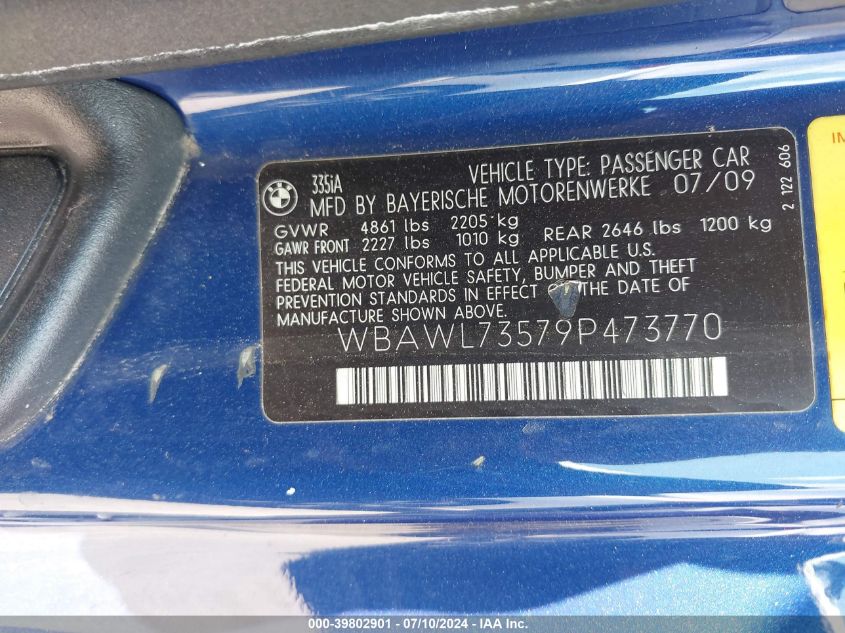 335iA
VEHICLE TYPE: PASSENGER CAR
MFD BY BAYERISCHE MOTORENWERKE 07/09
GVWR 4861 lbs 2205 kg
GAWR FRONT 2227 lbs 1010 kg REAR 2646 lbs 1200 kg
THIS VEHICLE CONFORMS TO ALL APPLICABLE U.S.
FEDERAL MOTOR VEHICLE SAFETY, BUMPER AND THEFT
PREVENTION STANDARDS IN EFFECT ON THE DATE OF
MANUFACTURE SHOWN ABOVE.
WBAWL73579P473770
2 122 606
IM
000-39802901 - 07/10/2024 - IAA Inc.